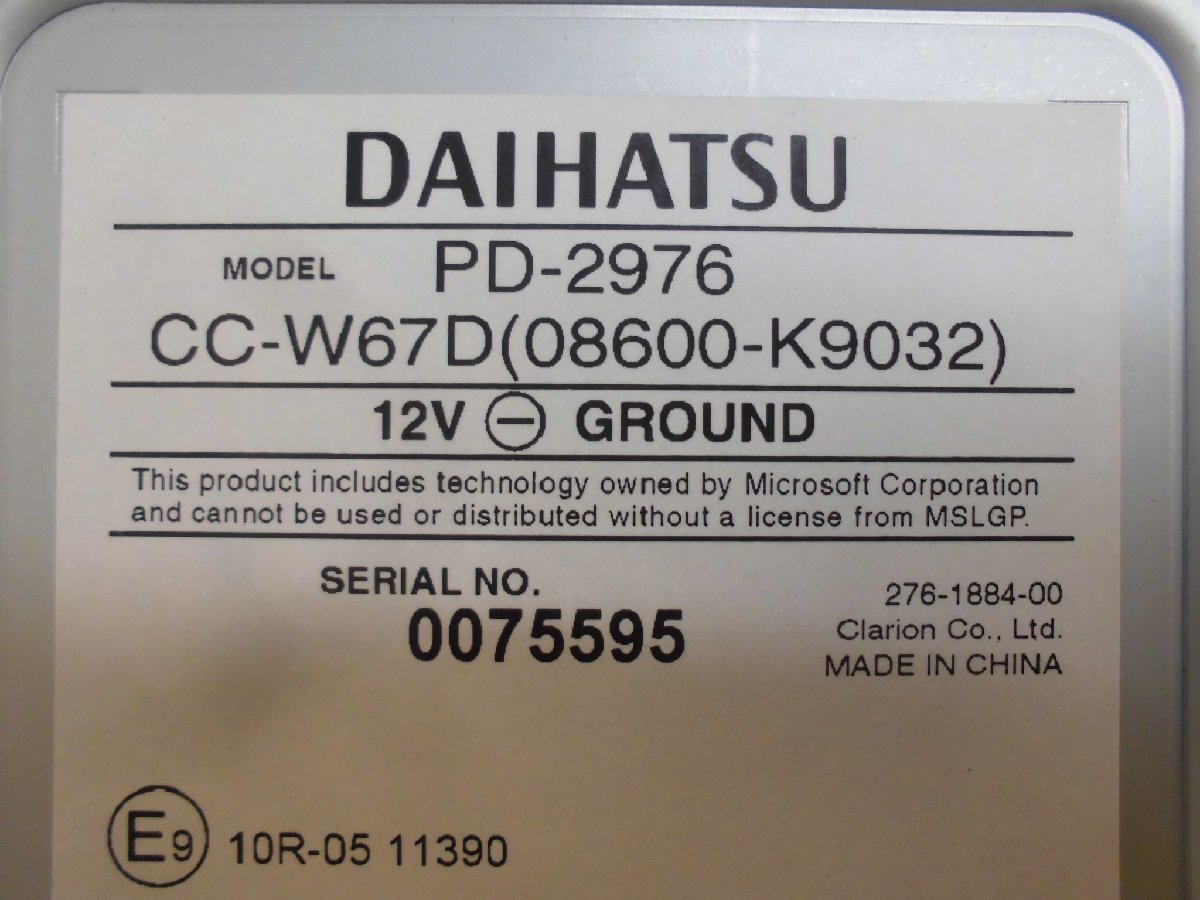 DAIHATSU
MODEL PD-2976
CC-W67D(08600-K9032)
12V ⊖ GROUND
This product includes technology owned by Microsoft Corporation
and cannot be used or distributed without a license from MSLGP.
SERIAL NO.
0075595
276-1884-00
Clarion Co., Ltd.
MADE IN CHINA
E9 10R-05 11390